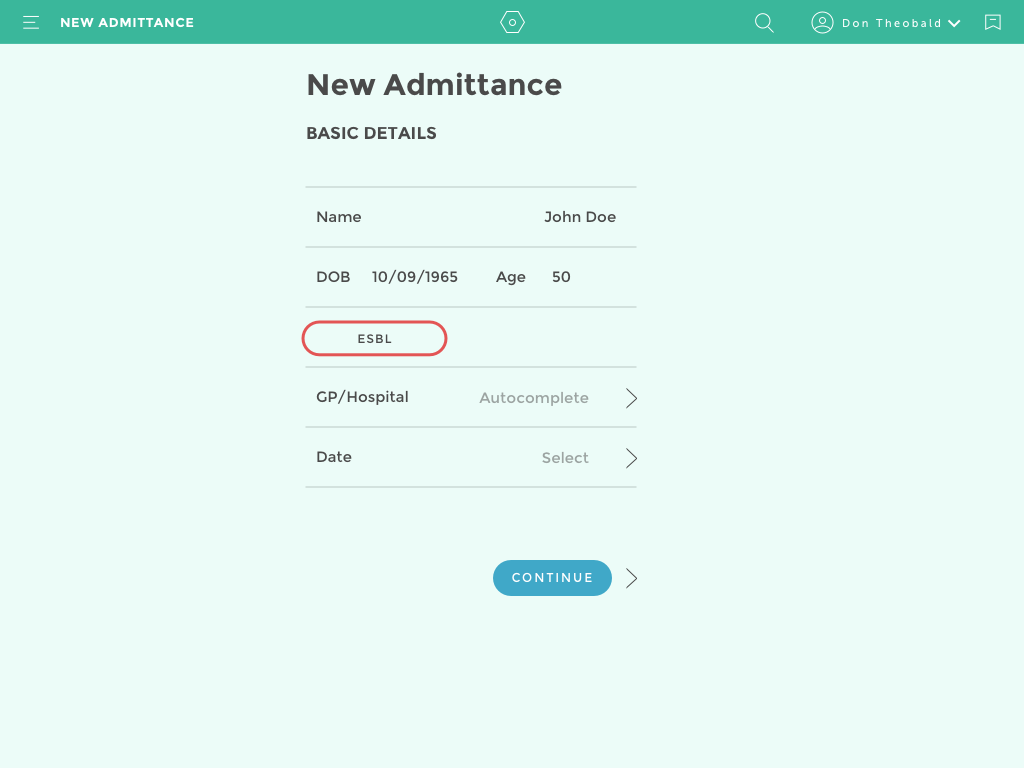 NEW ADMITTANCE
Don Theobald
New Admittance
BASIC DETAILS
Name John Doe
DOB 10/09/1965 Age 50
ESBL
GP/Hospital Autocomplete
Date Select
CONTINUE